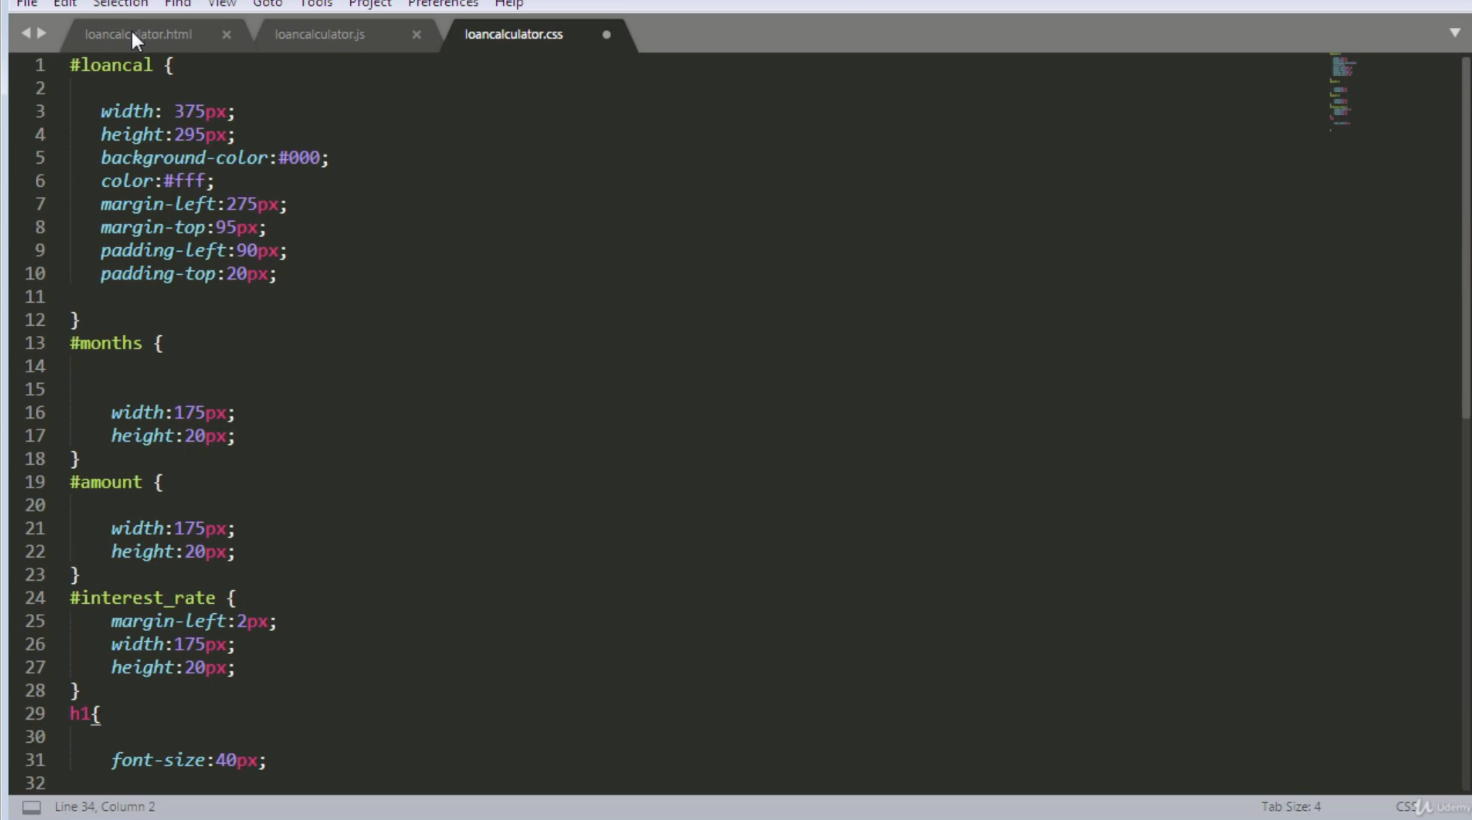 File Edit Selection Find View Goto Tools Project Preferences Help
loancalculator.html loancalculator.js loancalculator.css
1 #loancal {
2
3 width: 375px;
4 height:295px;
5 background-color:#000;
6 color:#fff;
7 margin-left:275px;
8 margin-top:95px;
9 padding-left:90px;
10 padding-top:20px;
11
12 }
13 #months {
14
15
16 width:175px;
17 height:20px;
18 }
19 #amount {
20
21 width:175px;
22 height:20px;
23 }
24 #interest_rate {
25 margin-left:2px;
26 width:175px;
27 height:20px;
28 }
29 h1{
30
31 font-size:40px;
32
Line 34, Column 2 Tab Size: 4 CSS Udemy